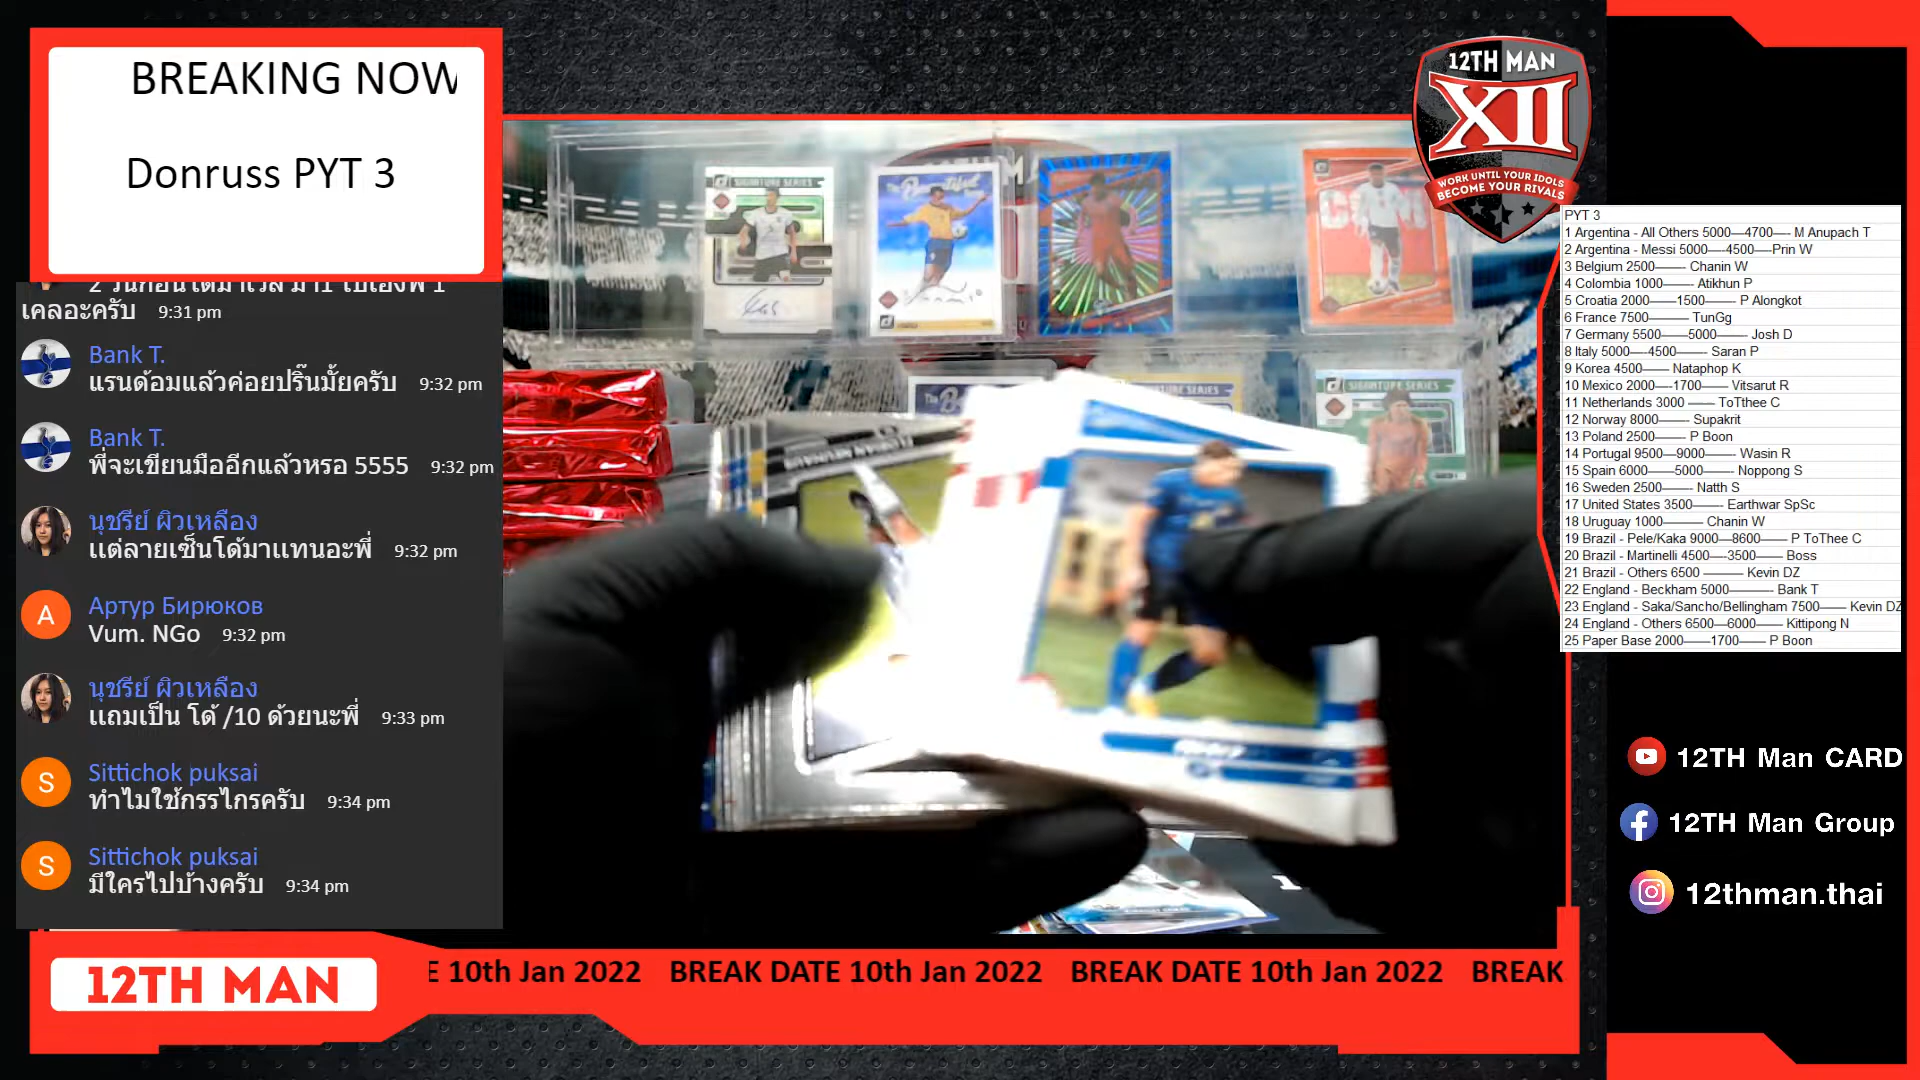 BREAKING NOW
Donruss PYT 3
เคลอะครับ 9:31 pm
Bank T.
แรนด้อมแล้วค่อยปริ๊นมั้ยครับ 9:32 pm
Bank T.
พี่จะเขียนมืออีกแล้วหรอ 5555 9:32 pm
นุชรีย์ ผิวเหลือง
แต่ลายเซ็นโด้มาแทนอะพี่ 9:32 pm
A
Артур Бирюков
Vum. NGo 9:32 pm
นุชรีย์ ผิวเหลือง
แถมเป็น โด้ /10 ด้วยนะพี่ 9:33 pm
S
Sittichok puksai
ทำไมใช้กรรไกรครับ 9:34 pm
S
Sittichok puksai
มีใครไปบ้างครับ 9:34 pm
SIGNATURE SERIES
The Beautiful
SIGNATURE SERIES
12TH MAN
XII
WORK UNTIL YOUR IDOLS
BECOME YOUR RIVALS
PYT 3
1 Argentina - All Others 5000—4700—- M Anupach T
2 Argentina - Messi 5000—-4500—-Prin W
3 Belgium 2500——- Chanin W
4 Colombia 1000——- Atikhun P
5 Croatia 2000——1500——- P Alongkot
6 France 7500——— TunGg
7 Germany 5500——5000——- Josh D
8 Italy 5000—-4500——- Saran P
9 Korea 4500—— Nataphop K
10 Mexico 2000—-1700—— Vitsarut R
11 Netherlands 3000 —— ToTthee C
12 Norway 8000——- Supakrit
13 Poland 2500—- P Boon
14 Portugal 9500—9000——- Wasin R
15 Spain 6000——5000——- Noppong S
16 Sweden 2500——- Natth S
17 United States 3500——- Earthwar SpSc
18 Uruguay 1000——— Chanin W
19 Brazil - Pele/Kaka 9000—8600—— P ToThee C
20 Brazil - Martinelli 4500—-3500—— Boss
21 Brazil - Others 6500 ——— Kevin DZ
22 England - Beckham 5000———- Bank T
23 England - Saka/Sancho/Bellingham 7500—— Kevin DZ
24 England - Others 6500—6000—— Kittipong N
25 Paper Base 2000——1700—— P Boon
12TH Man CARD
12TH Man Group
12thman.thai
12TH MAN
E 10th Jan 2022 BREAK DATE 10th Jan 2022 BREAK DATE 10th Jan 2022 BREAK